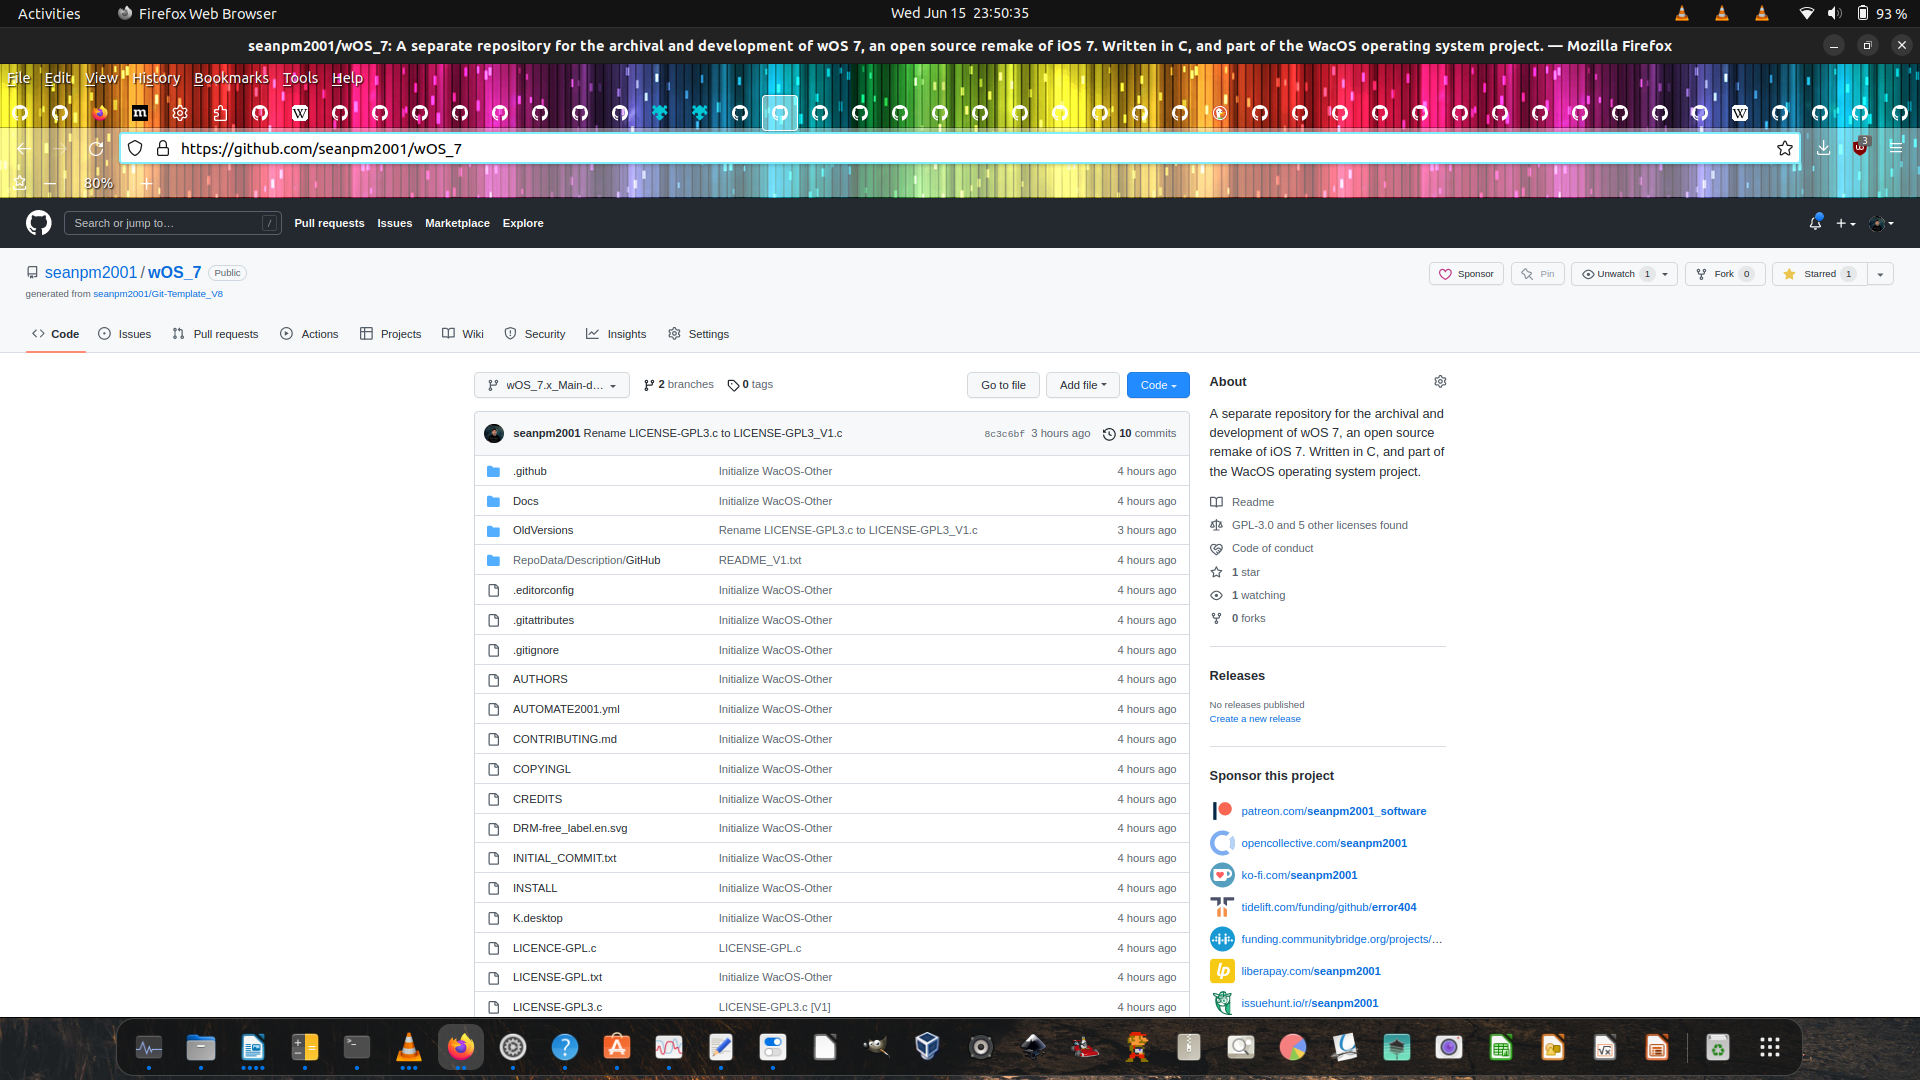 Activities Firefox Web Browser Wed Jun 15 23:50:35 93 %
seanpm2001/wOS_7: A separate repository for the archival and development of wOS 7, an open source remake of iOS 7. Written in C, and part of the WacOS operating system project. — Mozilla Firefox
File Edit View History Bookmarks Tools Help
https://github.com/seanpm2001/wOS_7 3
80%
Search or jump to… / Pull requests Issues Marketplace Explore
seanpm2001 / wOS_7 Public Sponsor Pin Unwatch 1 Fork 0 Starred 1
generated from seanpm2001/Git-Template_V8
Code Issues Pull requests Actions Projects Wiki Security Insights Settings
wOS_7.x_Main-d… 2 branches 0 tags Go to file Add file Code
seanpm2001 Rename LICENSE-GPL3.c to LICENSE-GPL3_V1.c 8c3c6bf 3 hours ago 10 commits
.github Initialize WacOS-Other 4 hours ago
Docs Initialize WacOS-Other 4 hours ago
OldVersions Rename LICENSE-GPL3.c to LICENSE-GPL3_V1.c 3 hours ago
RepoData/Description/GitHub README_V1.txt 4 hours ago
.editorconfig Initialize WacOS-Other 4 hours ago
.gitattributes Initialize WacOS-Other 4 hours ago
.gitignore Initialize WacOS-Other 4 hours ago
AUTHORS Initialize WacOS-Other 4 hours ago
AUTOMATE2001.yml Initialize WacOS-Other 4 hours ago
CONTRIBUTING.md Initialize WacOS-Other 4 hours ago
COPYINGL Initialize WacOS-Other 4 hours ago
CREDITS Initialize WacOS-Other 4 hours ago
DRM-free_label.en.svg Initialize WacOS-Other 4 hours ago
INITIAL_COMMIT.txt Initialize WacOS-Other 4 hours ago
INSTALL Initialize WacOS-Other 4 hours ago
K.desktop Initialize WacOS-Other 4 hours ago
LICENCE-GPL.c LICENSE-GPL.c 4 hours ago
LICENSE-GPL.txt Initialize WacOS-Other 4 hours ago
LICENSE-GPL3.c LICENSE-GPL3.c [V1] 4 hours ago
About
A separate repository for the archival and
development of wOS 7, an open source
remake of iOS 7. Written in C, and part of
the WacOS operating system project.
Readme
GPL-3.0 and 5 other licenses found
Code of conduct
1 star
1 watching
0 forks
Releases
No releases published
Create a new release
Sponsor this project
patreon.com/seanpm2001_software
opencollective.com/seanpm2001
ko-fi.com/seanpm2001
tidelift.com/funding/github/error404
funding.communitybridge.org/projects/…
liberapay.com/seanpm2001
issuehunt.io/r/seanpm2001